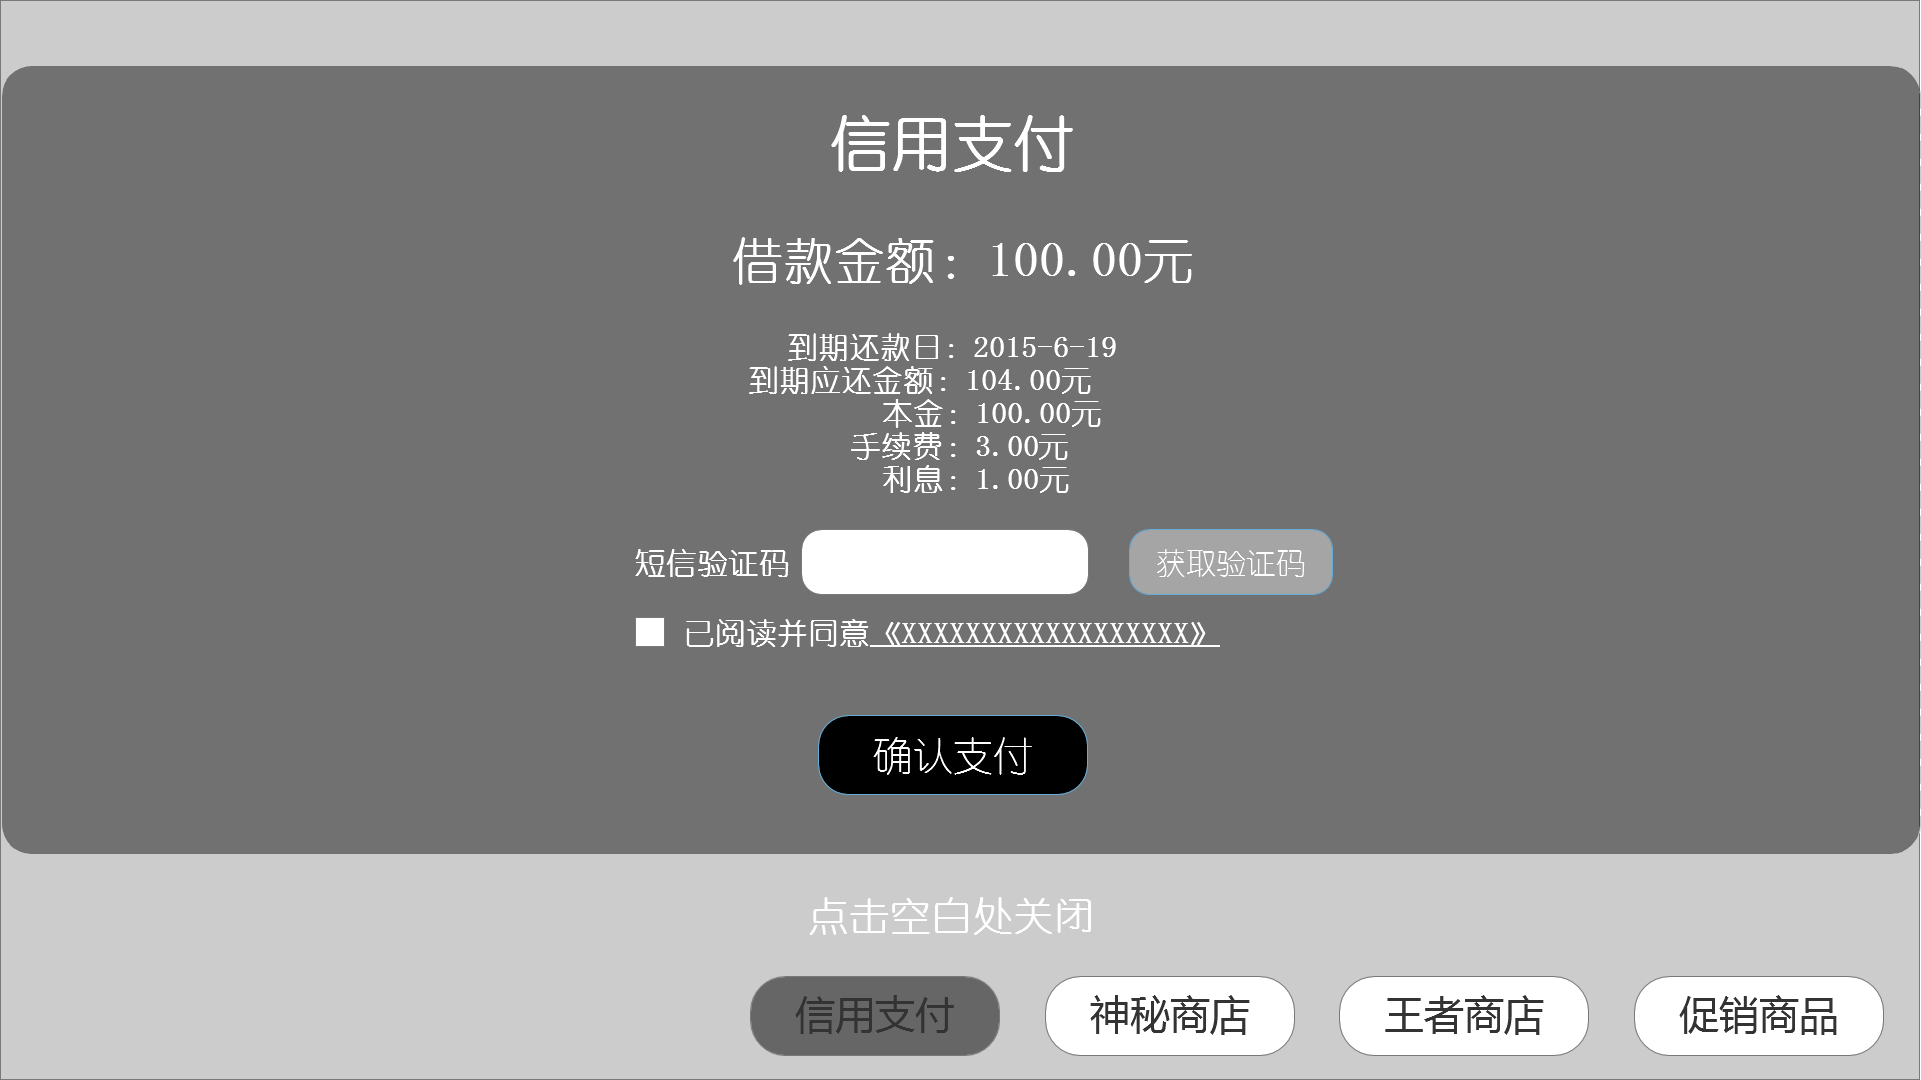 信用支付
借款金额：100.00元
到期还款日：2015-6-19
到期应还金额：104.00元
本金：100.00元
手续费：3.00元
利息：1.00元
短信验证码 获取验证码
已阅读并同意《XXXXXXXXXXXXXXXXXX》
确认支付
点击空白处关闭
信用支付 神秘商店 王者商店 促销商品